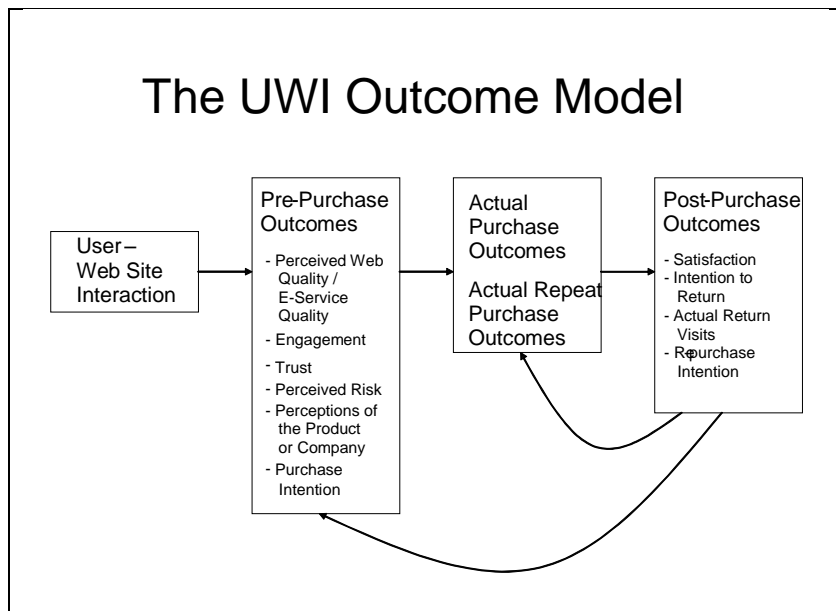 The UWI Outcome Model
User–
Web Site
Interaction
Pre-Purchase
Outcomes
- Perceived Web
Quality /
E-Service
Quality
- Engagement
- Trust
- Perceived Risk
- Perceptions of
the Product
or Company
- Purchase
Intention
Actual
Purchase
Outcomes
Actual Repeat
Purchase
Outcomes
Post-Purchase
Outcomes
- Satisfaction
- Intention to
Return
- Actual Return
Visits
- Re-purchase
Intention